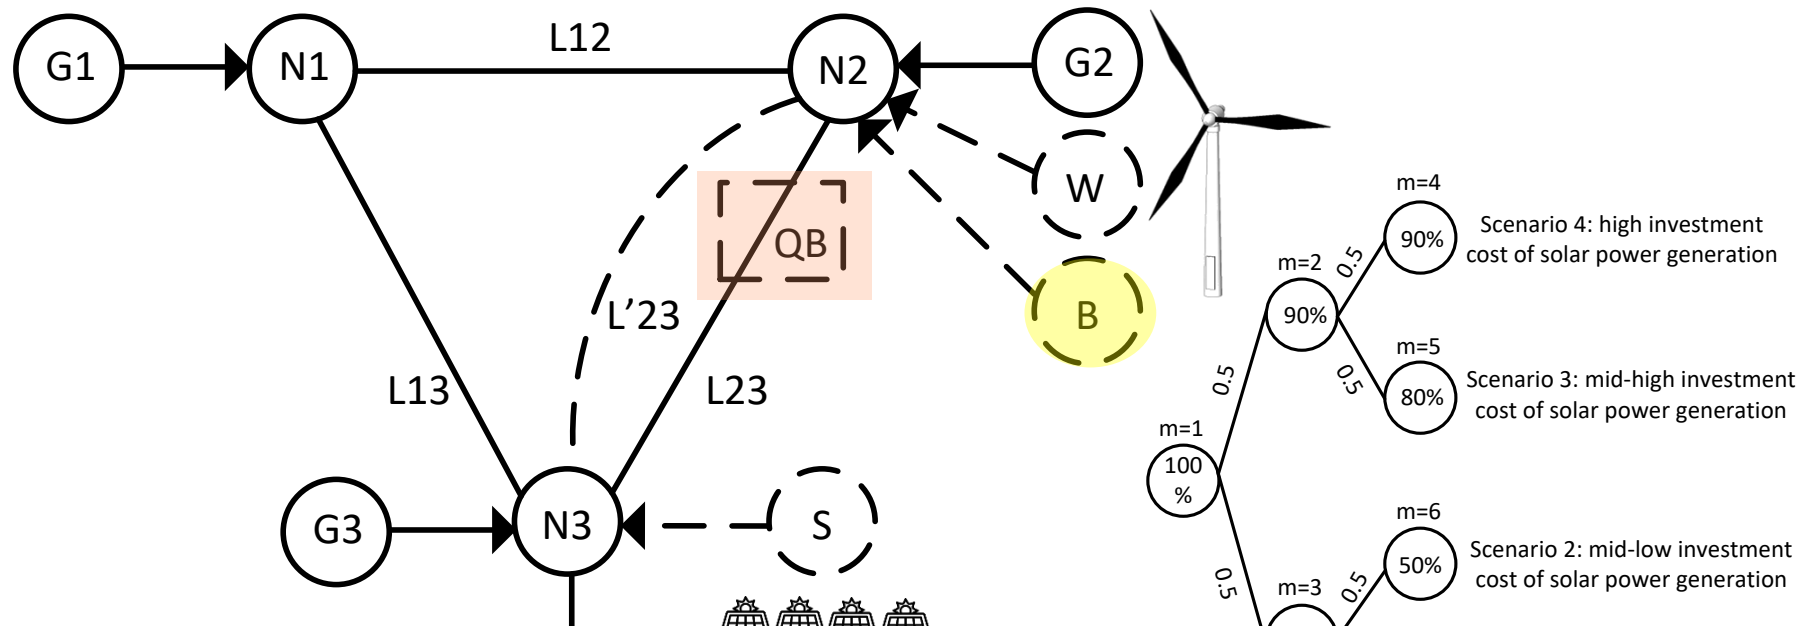 G1
N1
L12
N2
G2
W
QB
B
L'23
L13
L23
G3
N3
S
m=4
90%
Scenario 4: high investment
cost of solar power generation
m=2
90%
0.5
0.5
m=5
80%
Scenario 3: mid-high investment
cost of solar power generation
0.5
m=1
100
%
0.5
m=6
50%
Scenario 2: mid-low investment
cost of solar power generation
m=3
0.5